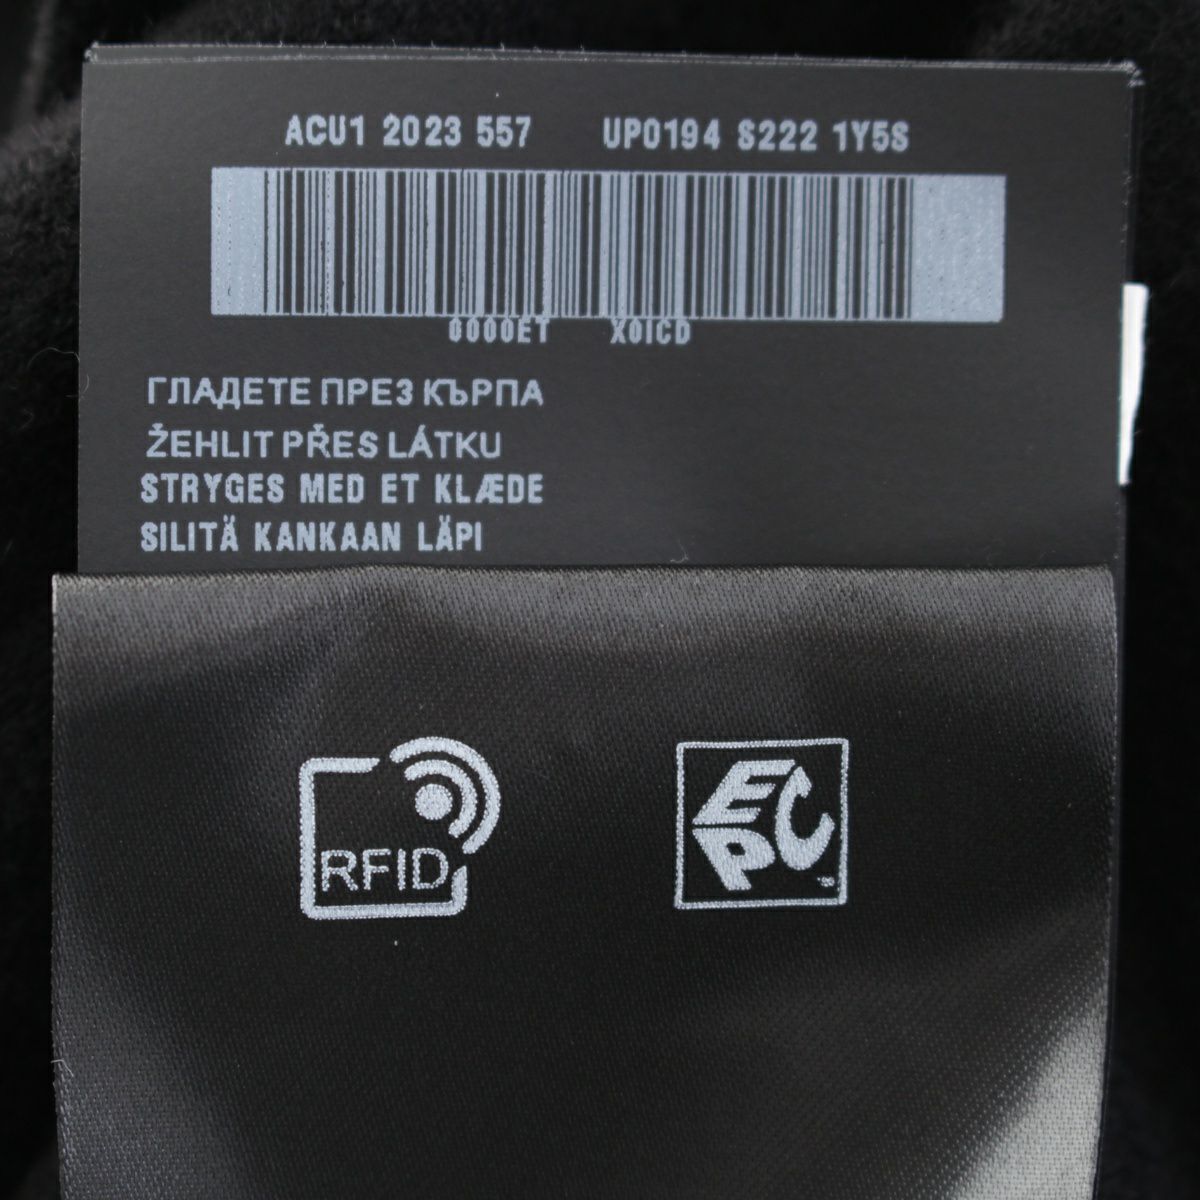 ACU1 2023 557 UP0194 S222 1Y5S
0000ET X0ICD
ГЛАДЕТЕ ПРЕЗ КЪРПА
ŽEHLIT PŘES LÁTKU
STRYGES MED ET KLÆDE
SILITÄ KANKAAN LÄPI
RFID
EPC
™